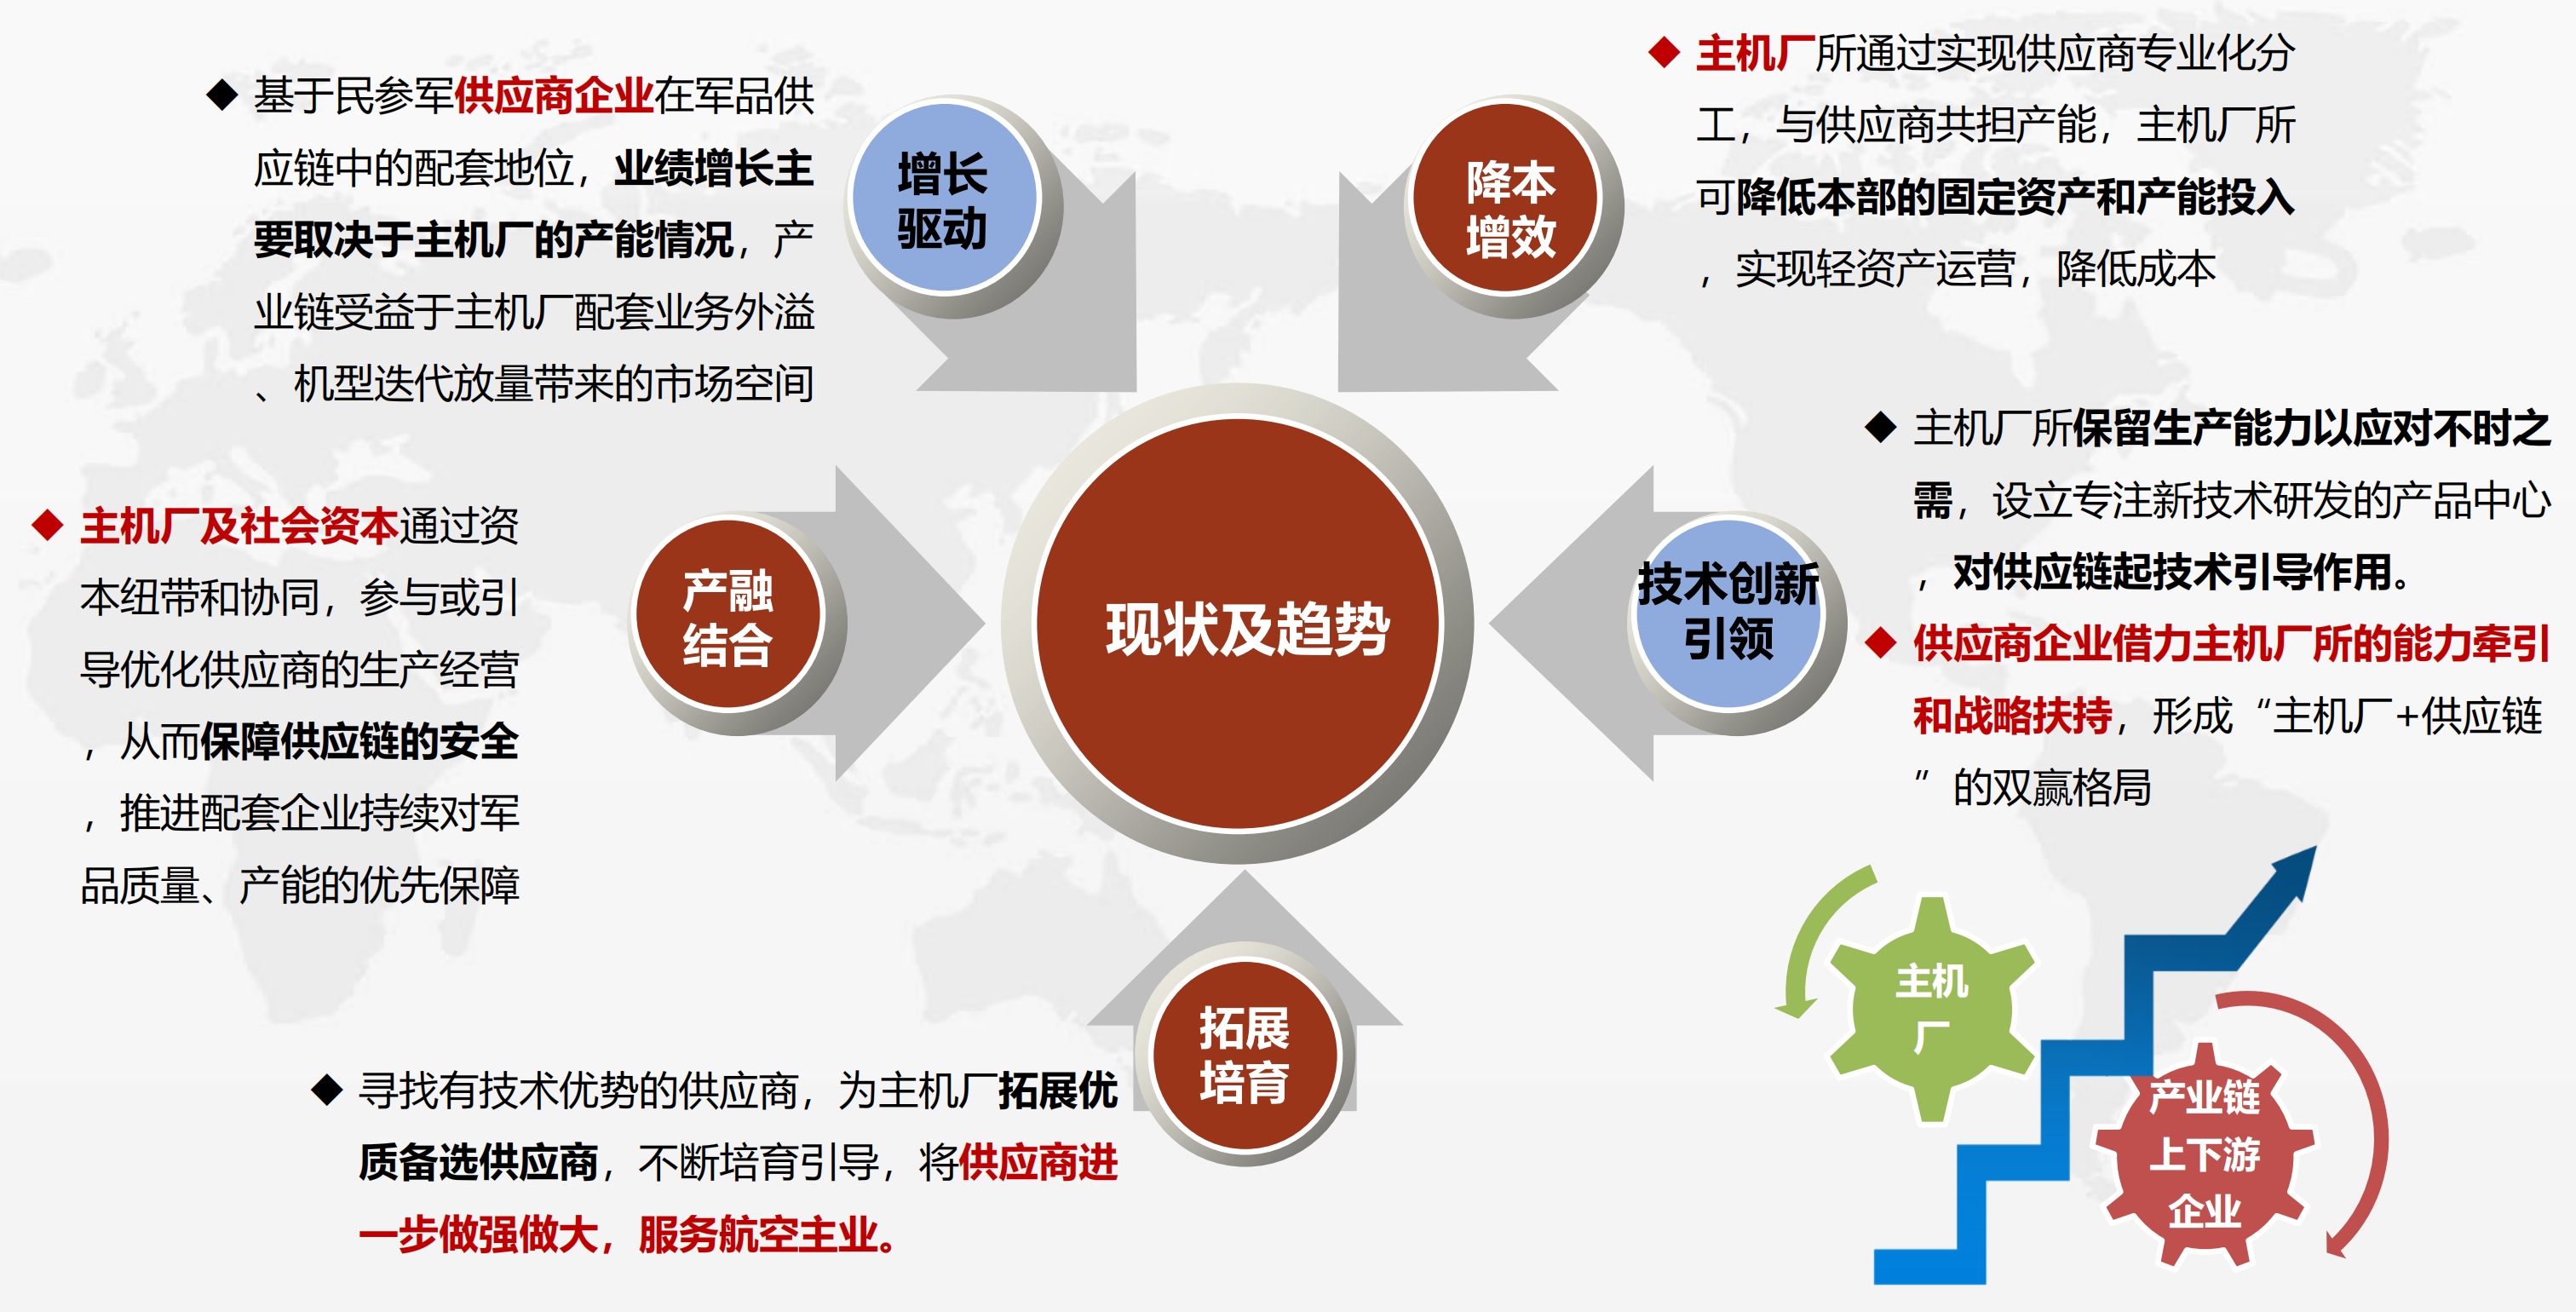 ◆ 基于民参军供应商企业在军品供
应链中的配套地位，业绩增长主
要取决于主机厂的产能情况，产
业链受益于主机厂配套业务外溢
、机型迭代放量带来的市场空间
增长
驱动
降本
增效
◆ 主机厂所通过实现供应商专业化分
工，与供应商共担产能，主机厂所
可降低本部的固定资产和产能投入
，实现轻资产运营，降低成本
◆ 主机厂及社会资本通过资
本纽带和协同，参与或引
导优化供应商的生产经营
，从而保障供应链的安全
，推进配套企业持续对军
品质量、产能的优先保障
产融
结合
现状及趋势
技术创新
引领
◆ 主机厂所保留生产能力以应对不时之
需，设立专注新技术研发的产品中心
，对供应链起技术引导作用。
◆ 供应商企业借力主机厂所的能力牵引
和战略扶持，形成“主机厂+供应链
”的双赢格局
◆ 寻找有技术优势的供应商，为主机厂拓展优
质备选供应商，不断培育引导，将供应商进
一步做强做大，服务航空主业。
拓展
培育
主机
厂
产业链
上下游
企业